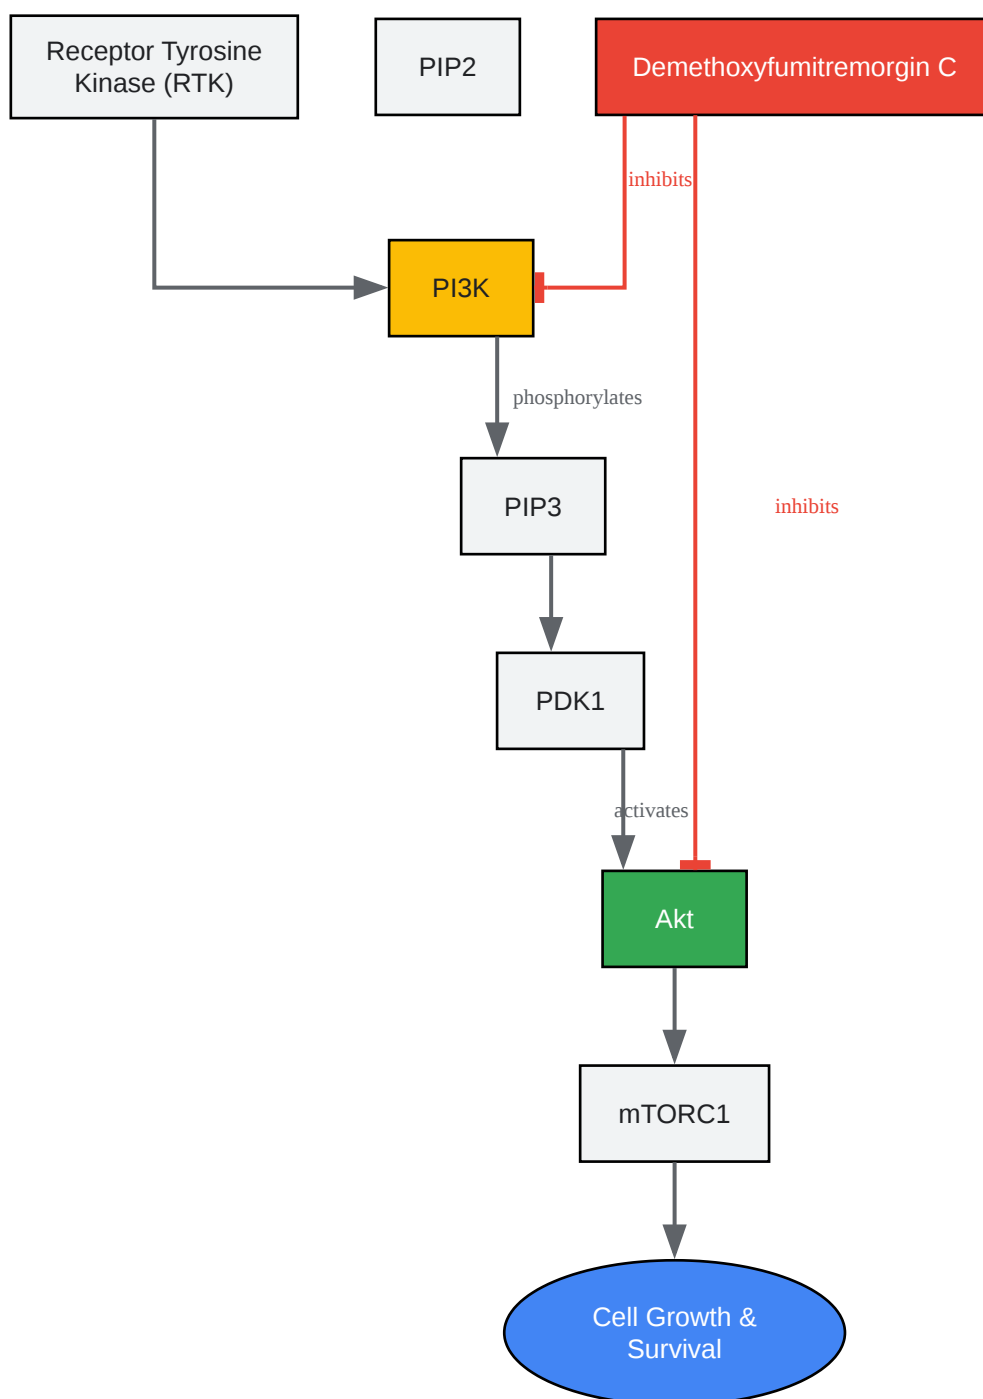 Receptor Tyrosine
Kinase (RTK)
PIP2
Demethoxyfumitremorgin C
inhibits
PI3K
phosphorylates
PIP3
inhibits
PDK1
activates
Akt
mTORC1
Cell Growth &
Survival